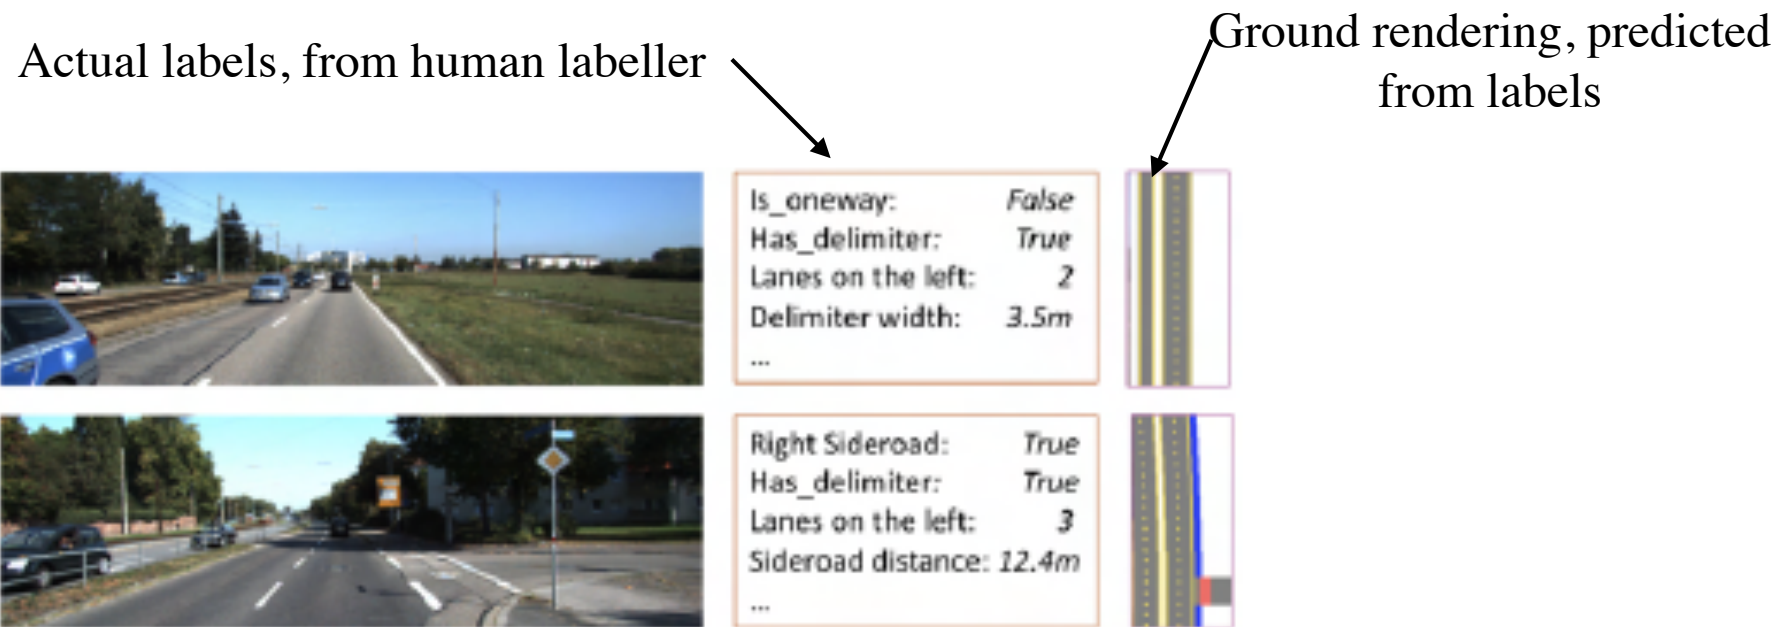 Actual labels, from human labeller
Ground rendering, predicted
from labels
Is_oneway: False
Has_delimiter: True
Lanes on the left: 2
Delimiter width: 3.5m
...
Right Sideroad: True
Has_delimiter: True
Lanes on the left: 3
Sideroad distance: 12.4m
...